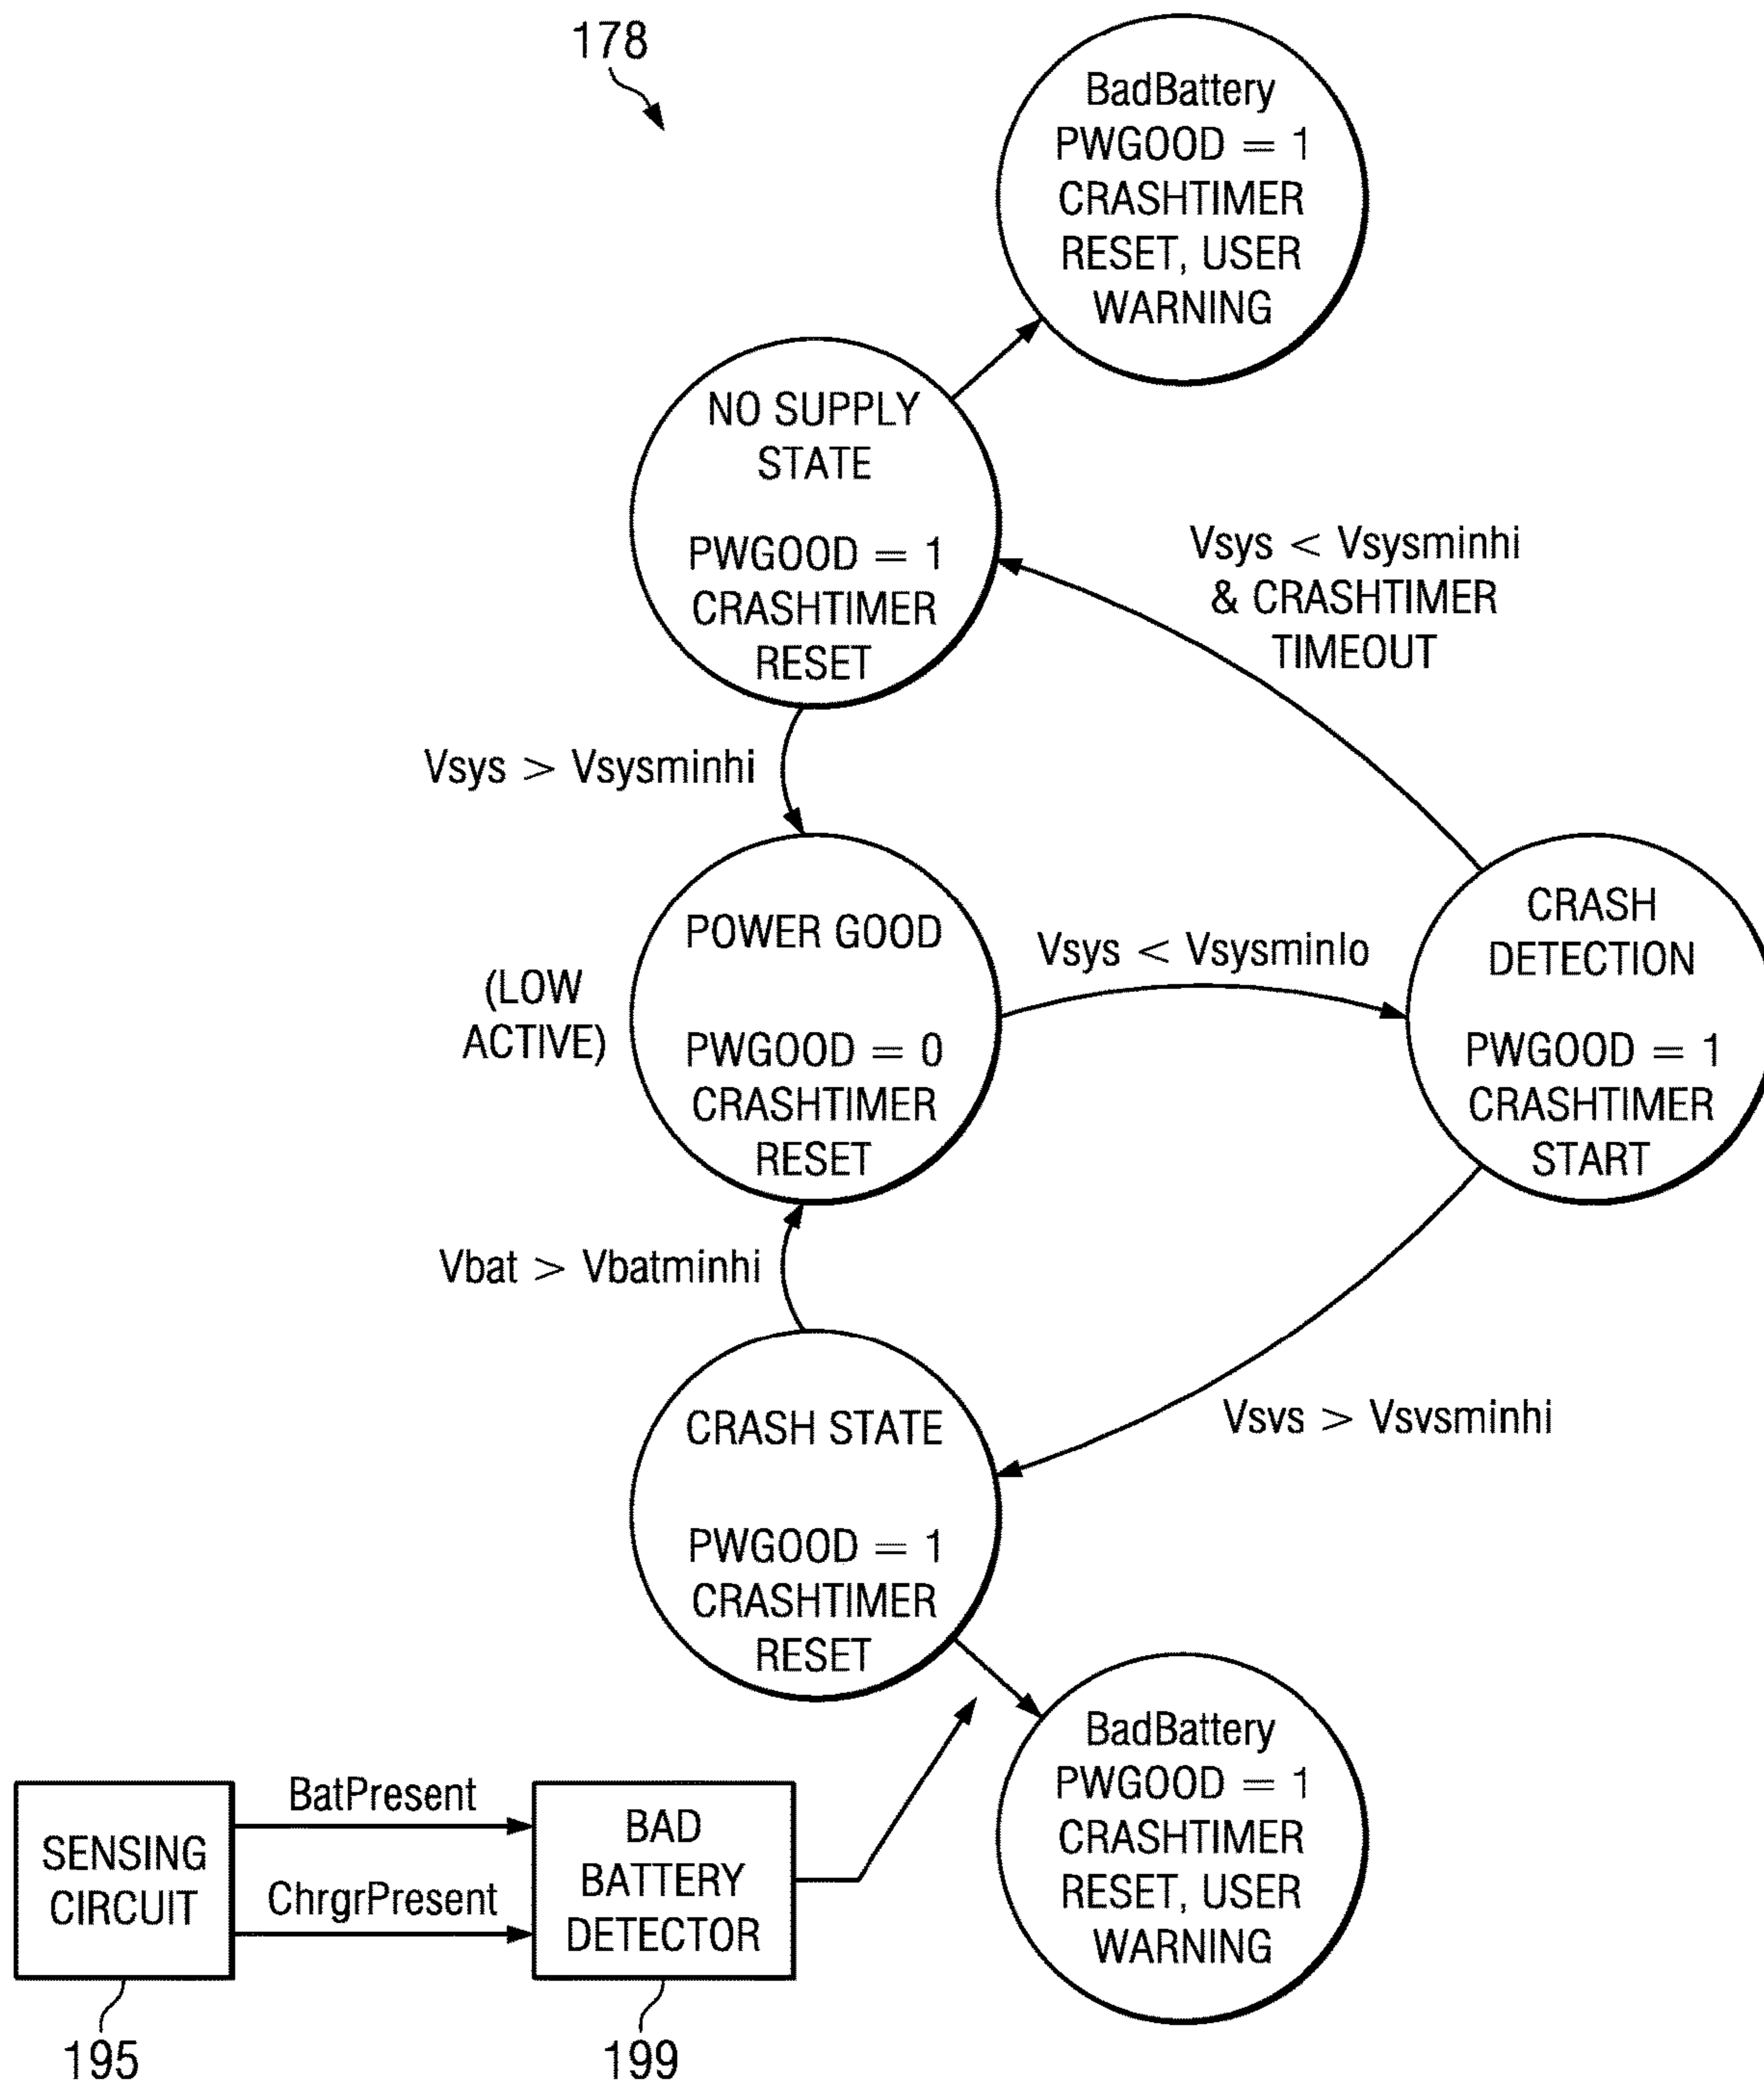 178
BadBattery
PWGOOD = 1
CRASHTIMER
RESET, USER
WARNING
NO SUPPLY
STATE
PWGOOD = 1
CRASHTIMER
RESET
Vsys < Vsysminhi
& CRASHTIMER
TIMEOUT
Vsys > Vsysminhi
POWER GOOD
PWGOOD = 0
CRASHTIMER
RESET
(LOW
ACTIVE)
Vsys < Vsysminlo
CRASH
DETECTION
PWGOOD = 1
CRASHTIMER
START
Vbat > Vbatminhi
Vsvs > Vsvsminhi
CRASH STATE
PWGOOD = 1
CRASHTIMER
RESET
BadBattery
PWGOOD = 1
CRASHTIMER
RESET, USER
WARNING
SENSING
CIRCUIT
BatPresent
ChrgrPresent
BAD
BATTERY
DETECTOR
195
199